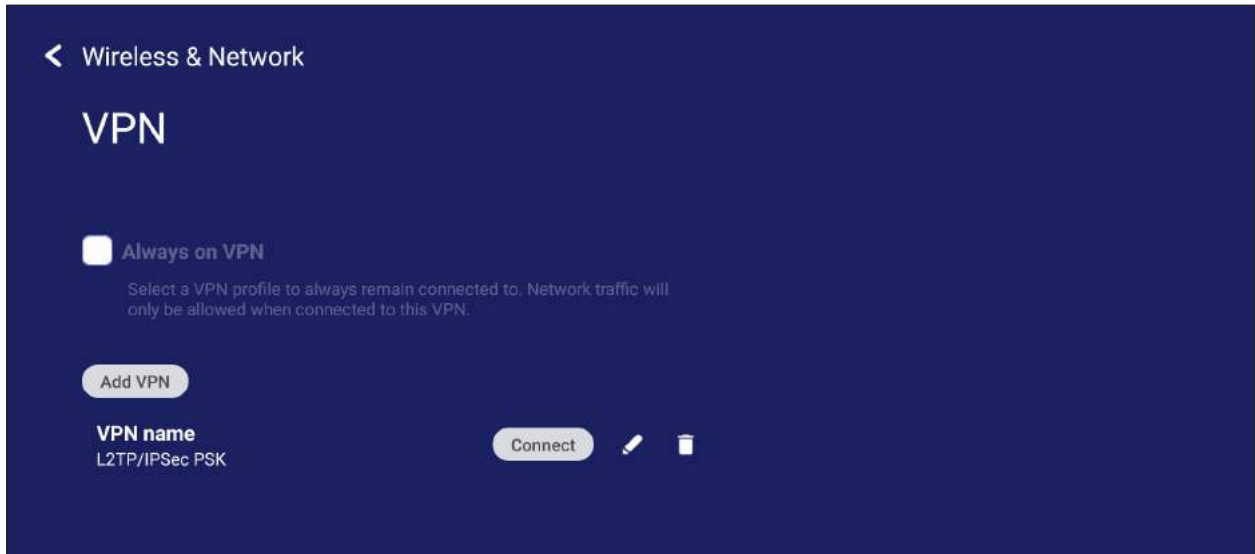 Wireless & Network
VPN
Always on VPN
Select a VPN profile to always remain connected to. Network traffic will
only be allowed when connected to this VPN.
Add VPN
VPN name
Connect
L2TP/IPSec PSK